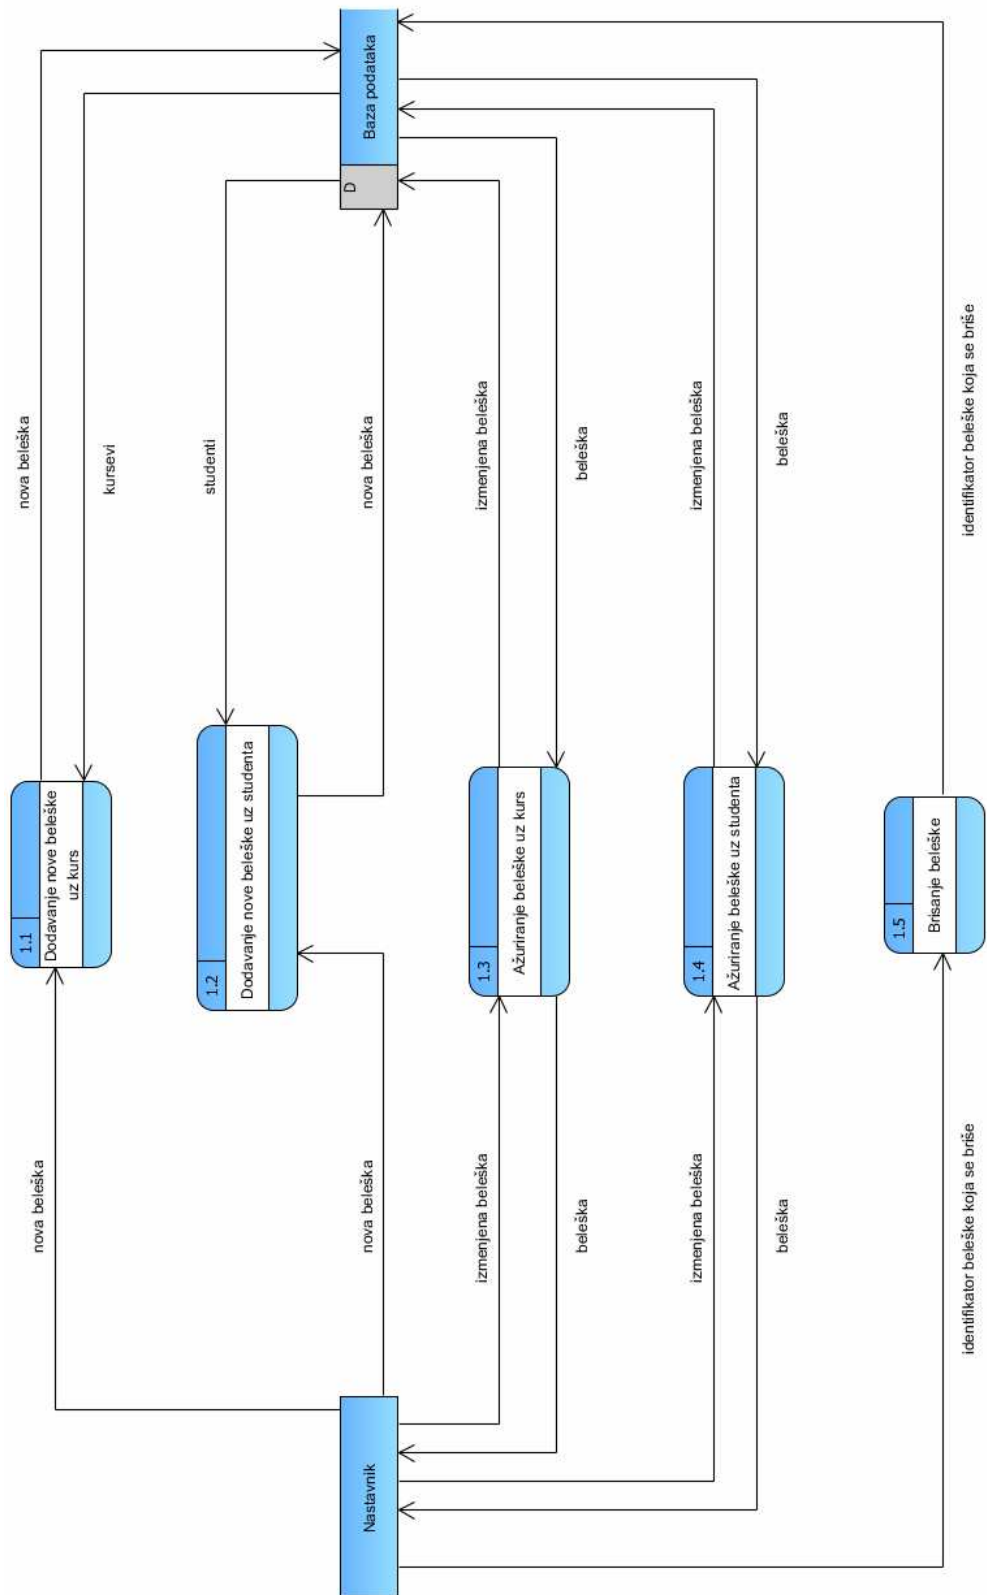 nova beleška
1.1
Dodavanje nove beleške
uz kurs
nova beleška
kursevi
1.2
Dodavanje nove beleške uz studenta
studenti
Nastavnik
nova beleška
nova beleška
D
Baza podataka
izmenjena beleška
1.3
Ažuriranje beleške uz kurs
izmenjena beleška
beleška
beleška
izmenjena beleška
1.4
Ažuriranje beleške uz studenta
izmenjena beleška
beleška
beleška
1.5
Brisanje beleške
identifikator beleške koja se briše
identifikator beleške koja se briše